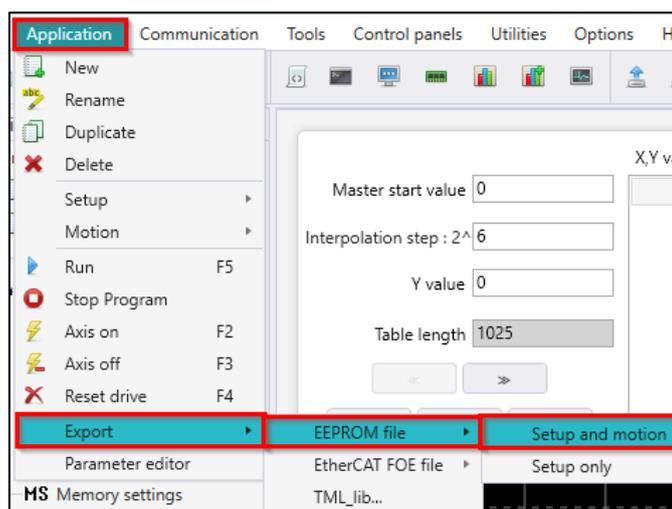 Application Communication Tools Control panels Utilities Options H
New
abc
Rename
Duplicate
Delete
X,Y v
Master start value 0
Setup
Motion
Interpolation step : 2^ 6
Run F5
Y value 0
Stop Program
Axis on F2
Table length 1025
Axis off F3
Reset drive F4
Export
EEPROM file
Setup and motion
Parameter editor
EtherCAT FOE file
Setup only
MS Memory settings
TML_lib...